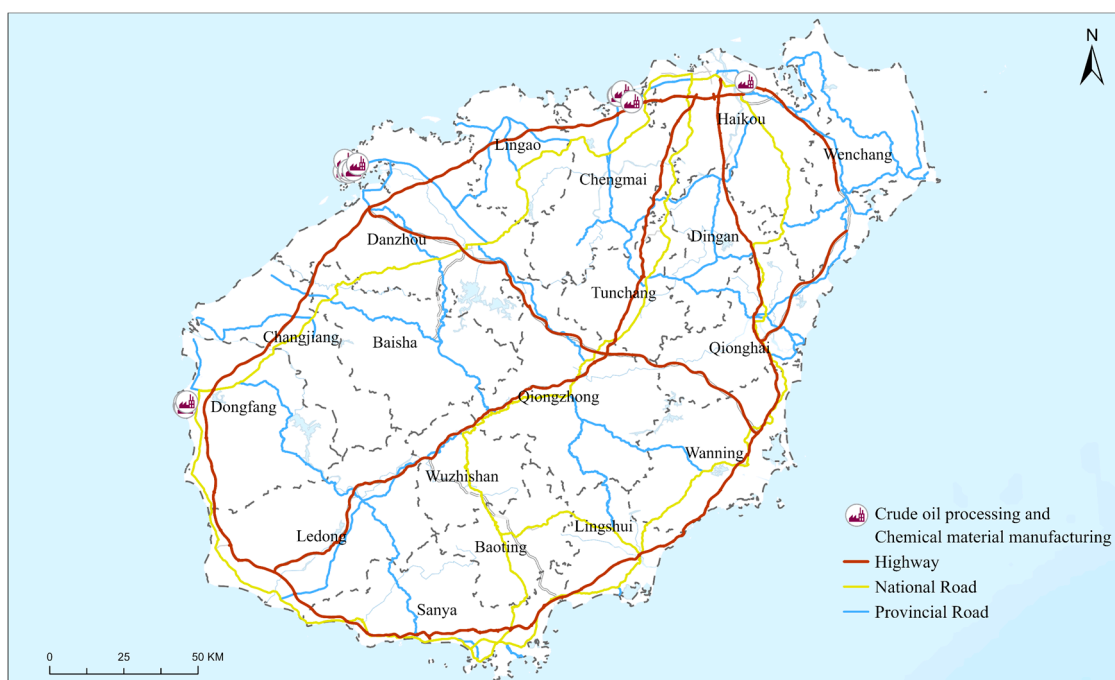 N
Haikou
Lingao
Wenchang
Chengmai
Danzhou
Dingan
Tunchang
Changjiang
Baisha
Qionghai
Qiongzhong
Dongfang
Wanning
Wuzhishan
Lingshui
Ledong
Baoting
Sanya
Crude oil processing and
Chemical material manufacturing
Highway
National Road
Provincial Road
0 25 50 KM